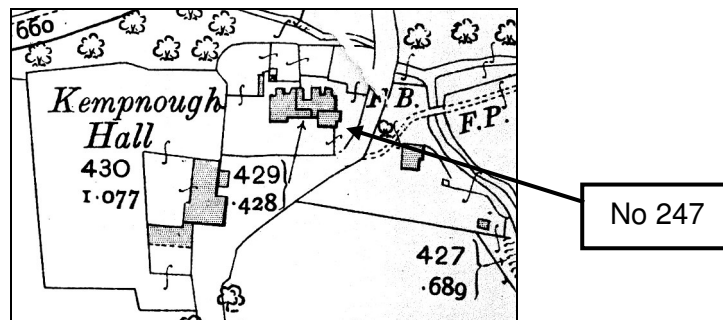 660
Kempnough
Hall
F. B.
F. P.
430
1·077
429
·428
427
·689
No 247